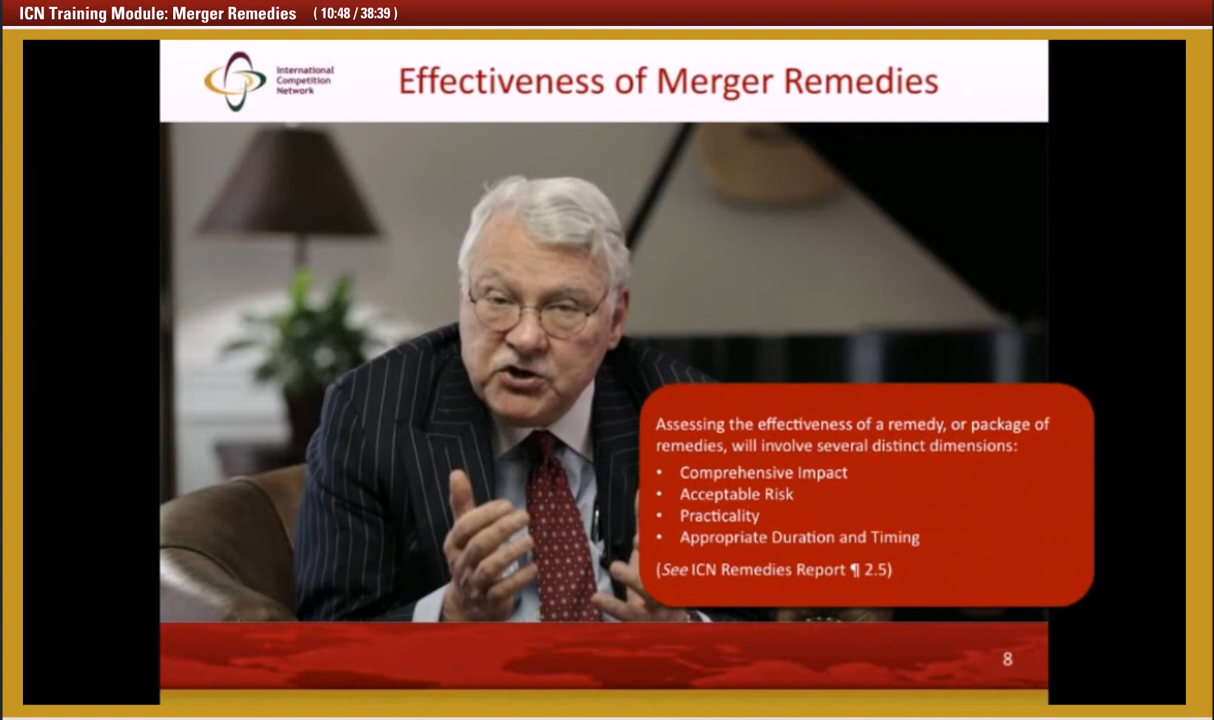 ICN Training Module: Merger Remedies ( 10:48 / 38:39 )
International
Competition
Network
Effectiveness of Merger Remedies
Assessing the effectiveness of a remedy, or package of
remedies, will involve several distinct dimensions:
• Comprehensive Impact
• Acceptable Risk
• Practicality
• Appropriate Duration and Timing
(See ICN Remedies Report ¶ 2.5)
8